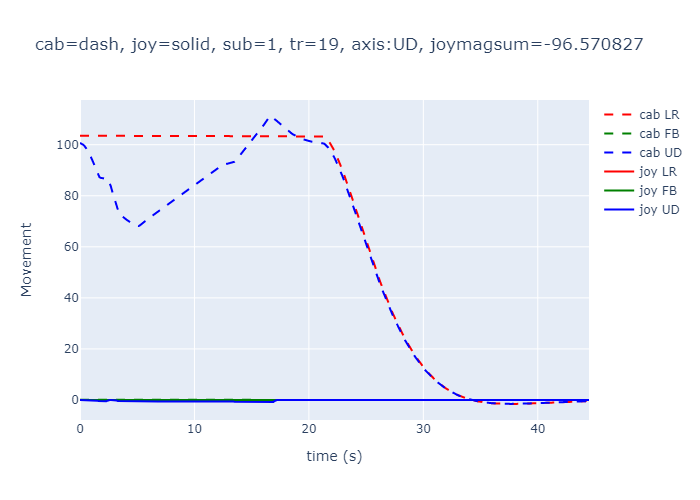 cab=dash, joy=solid, sub=1, tr=19, axis:UD, joymagsum=-96.570827
cab LR
cab FB
cab UD
joy LR
joy FB
joy UD
Movement
100
80
60
40
20
0
0
10
20
30
40
time (s)